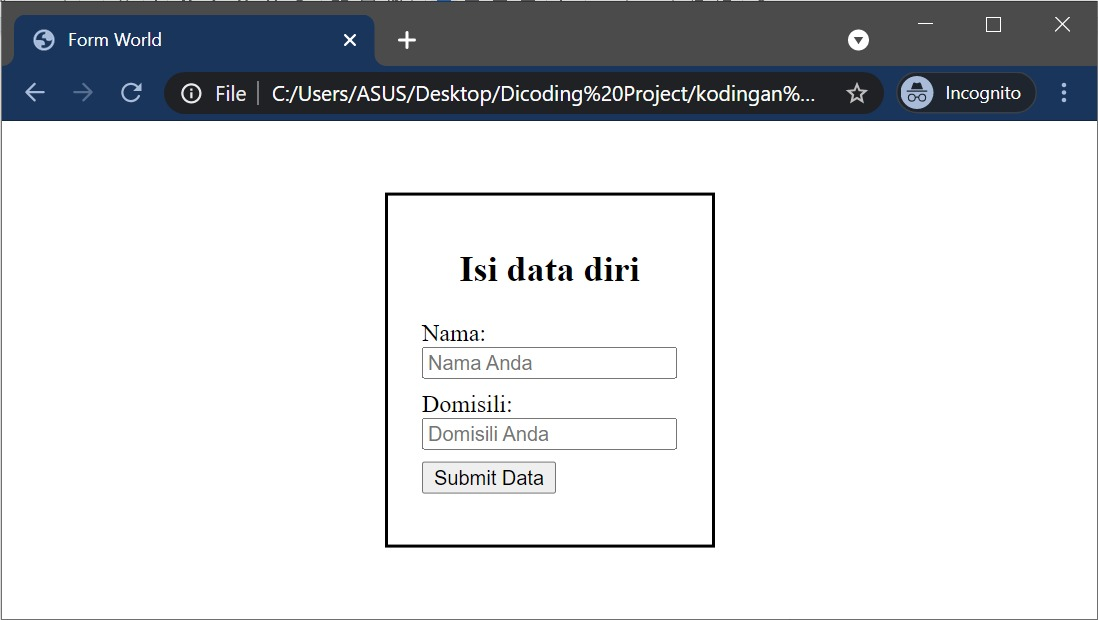 Form World
File
C:/Users/ASUS/Desktop/Dicoding%20Project/kodingan%...
Incognito
Isi data diri
Nama:
Nama Anda
Domisili:
Domisili Anda
Submit Data